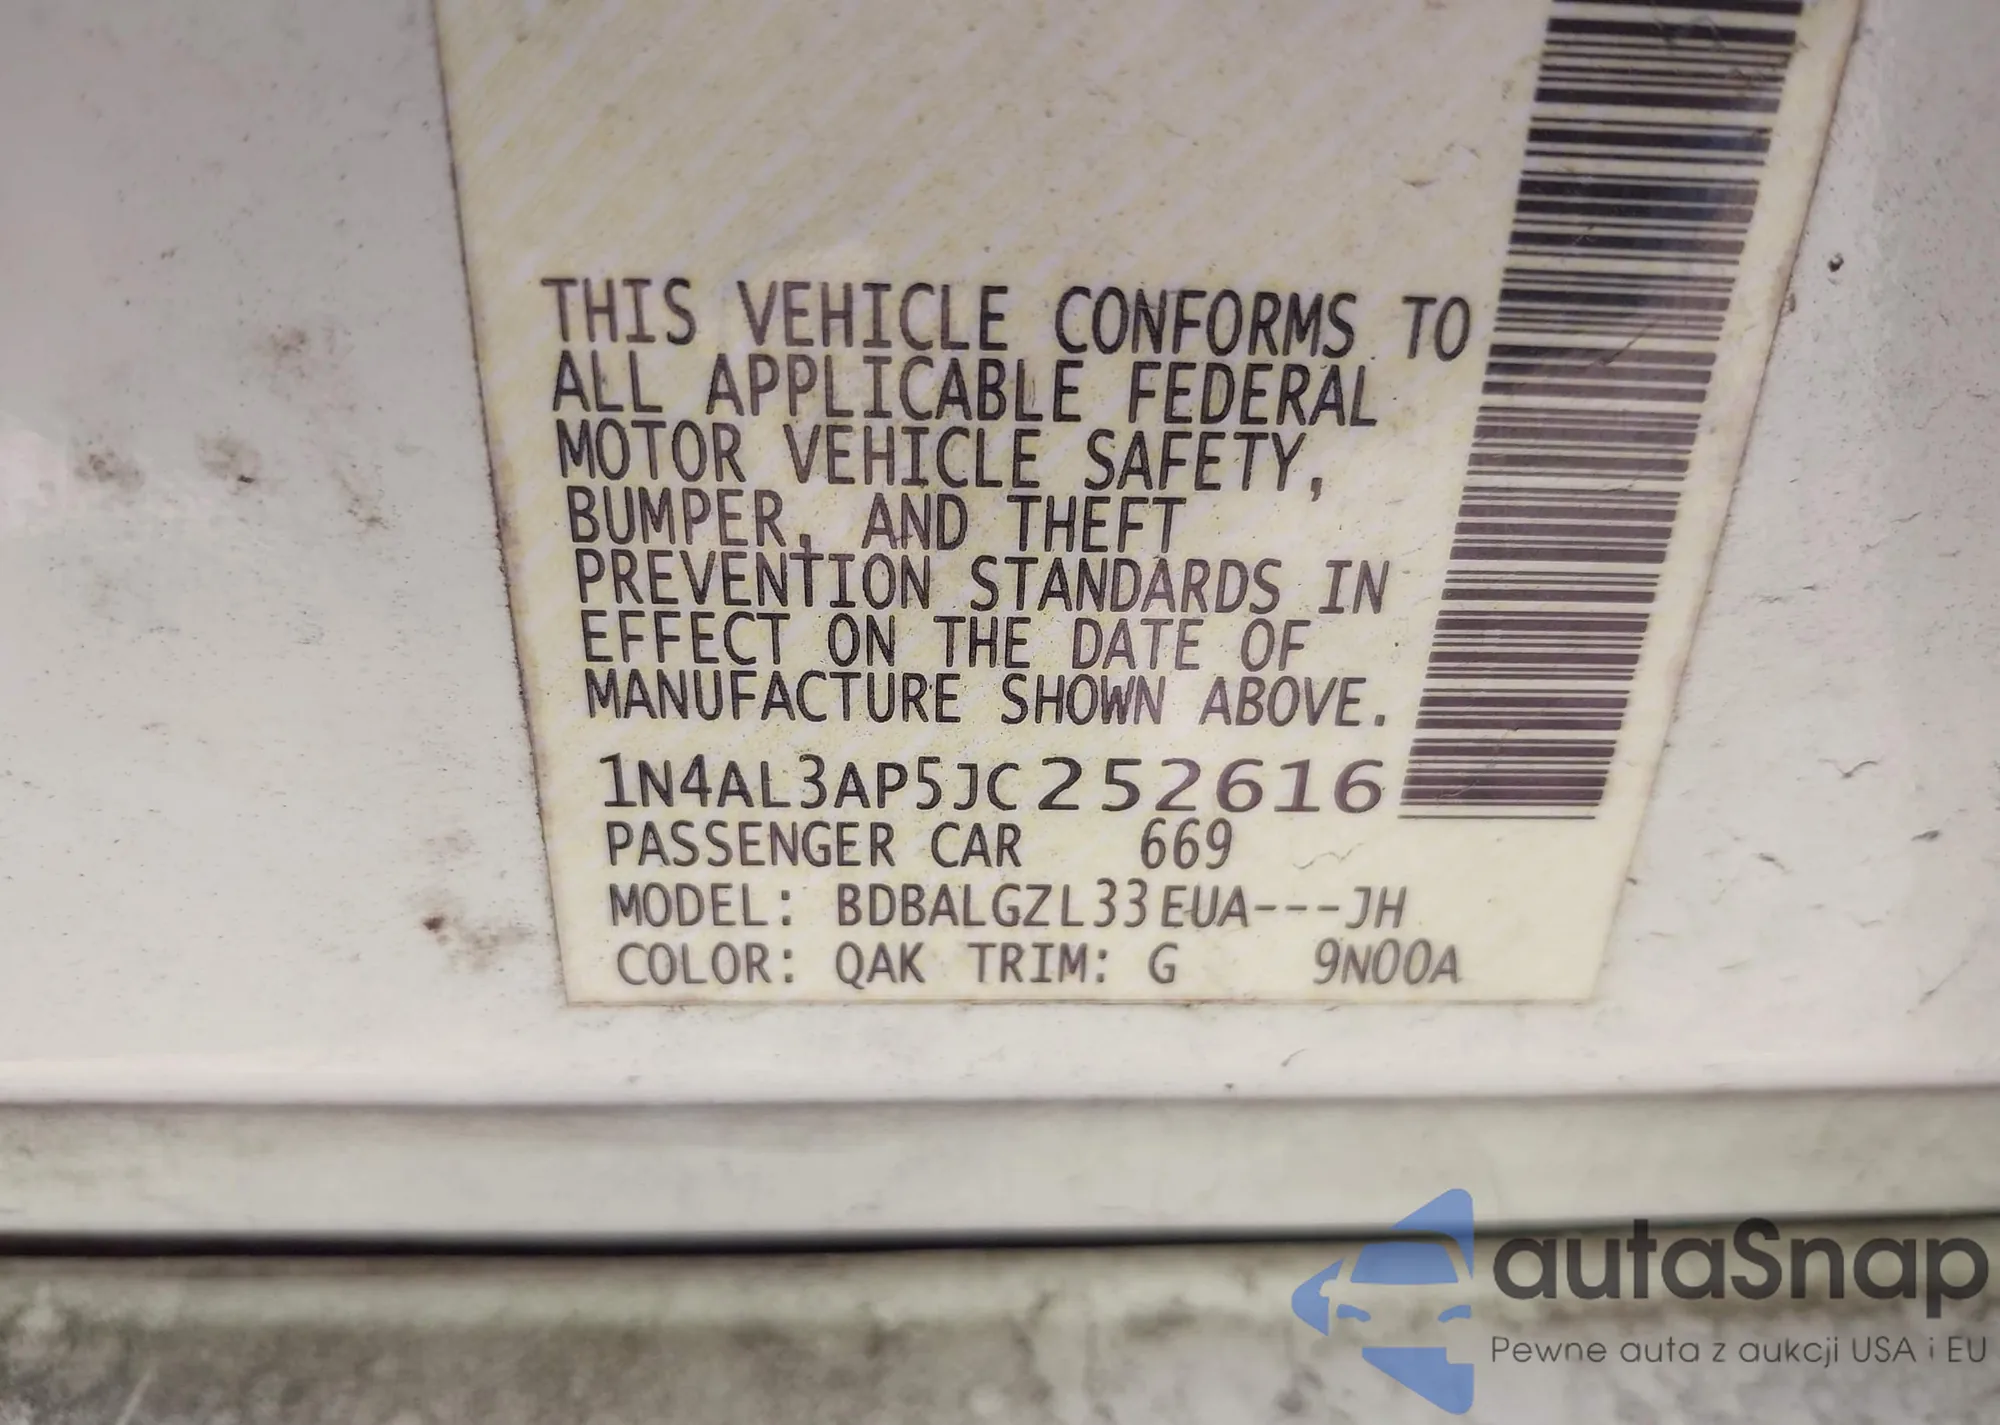 THIS VEHICLE CONFORMS TO
ALL APPLICABLE FEDERAL
MOTOR VEHICLE SAFETY,
BUMPER, AND THEFT
PREVENTION STANDARDS IN
EFFECT ON THE DATE OF
MANUFACTURE SHOWN ABOVE.
1N4AL3AP5JC252616
PASSENGER CAR 669
MODEL: BDBALGZL33EUA---JH
COLOR: QAK TRIM: G 9N00A
autaSnap
Pewne auta z aukcji USA i EU